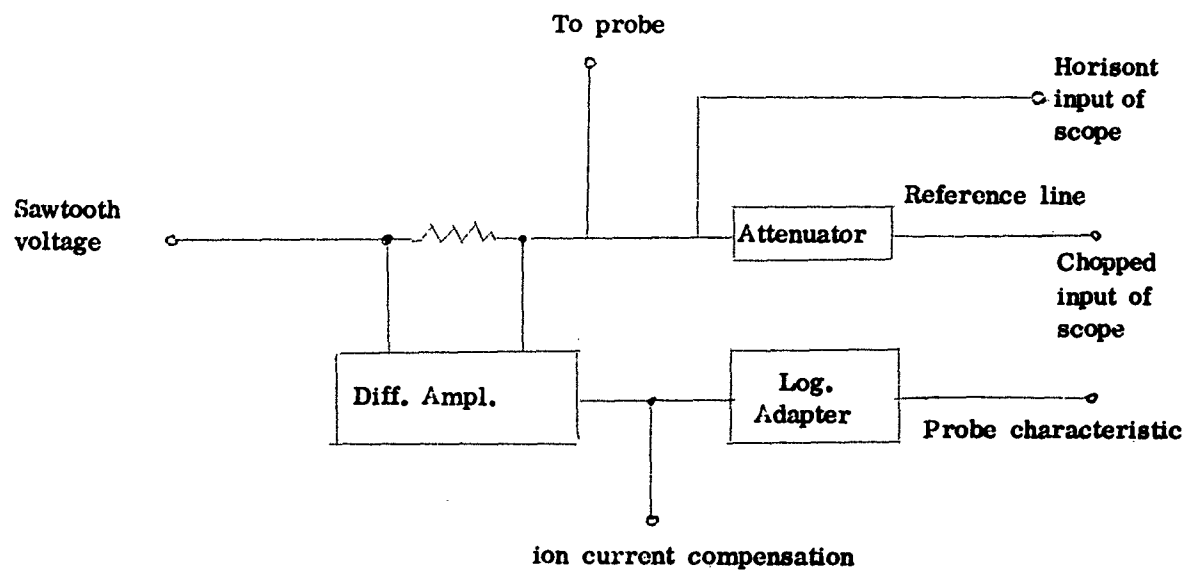 To probe
Horisont
input of
scope
Sawtooth
voltage
Reference line
Attenuator
Chopped
input of
scope
Diff. Ampl.
Log.
Adapter
Probe characteristic
ion current compensation